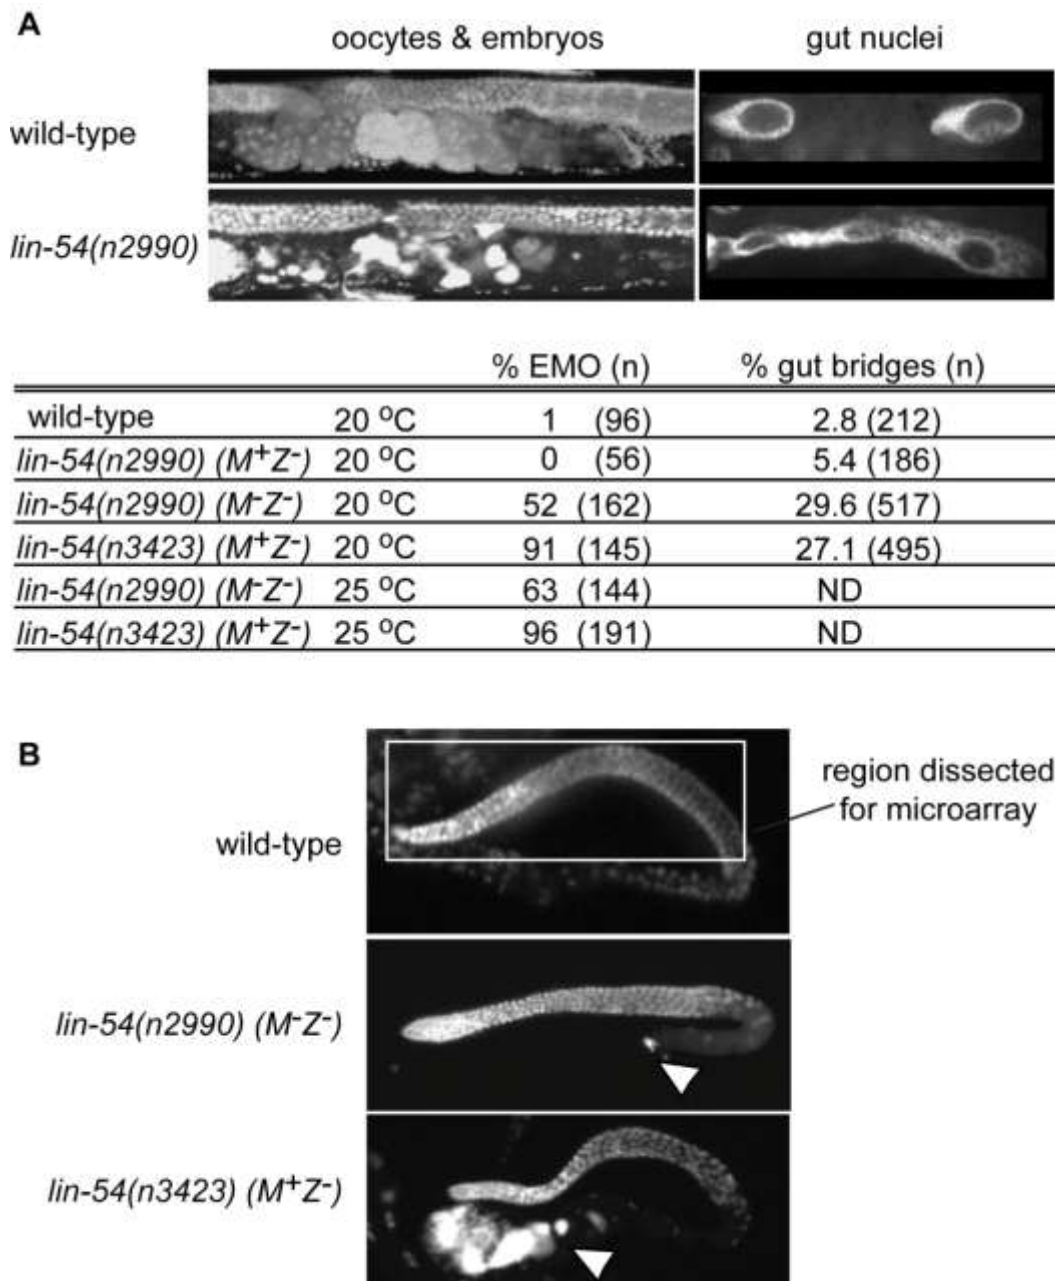 A
oocytes & embryos gut nuclei
wild-type
lin-54(n2990)
% EMO (n) % gut bridges (n)
wild-type 20 °C 1 (96) 2.8 (212)
lin-54(n2990) (M+Z-) 20 °C 0 (56) 5.4 (186)
lin-54(n2990) (M-Z-) 20 °C 52 (162) 29.6 (517)
lin-54(n3423) (M+Z-) 20 °C 91 (145) 27.1 (495)
lin-54(n2990) (M-Z-) 25 °C 63 (144) ND
lin-54(n3423) (M+Z-) 25 °C 96 (191) ND
B
region dissected
for microarray
wild-type
lin-54(n2990) (M-Z-)
lin-54(n3423) (M+Z-)